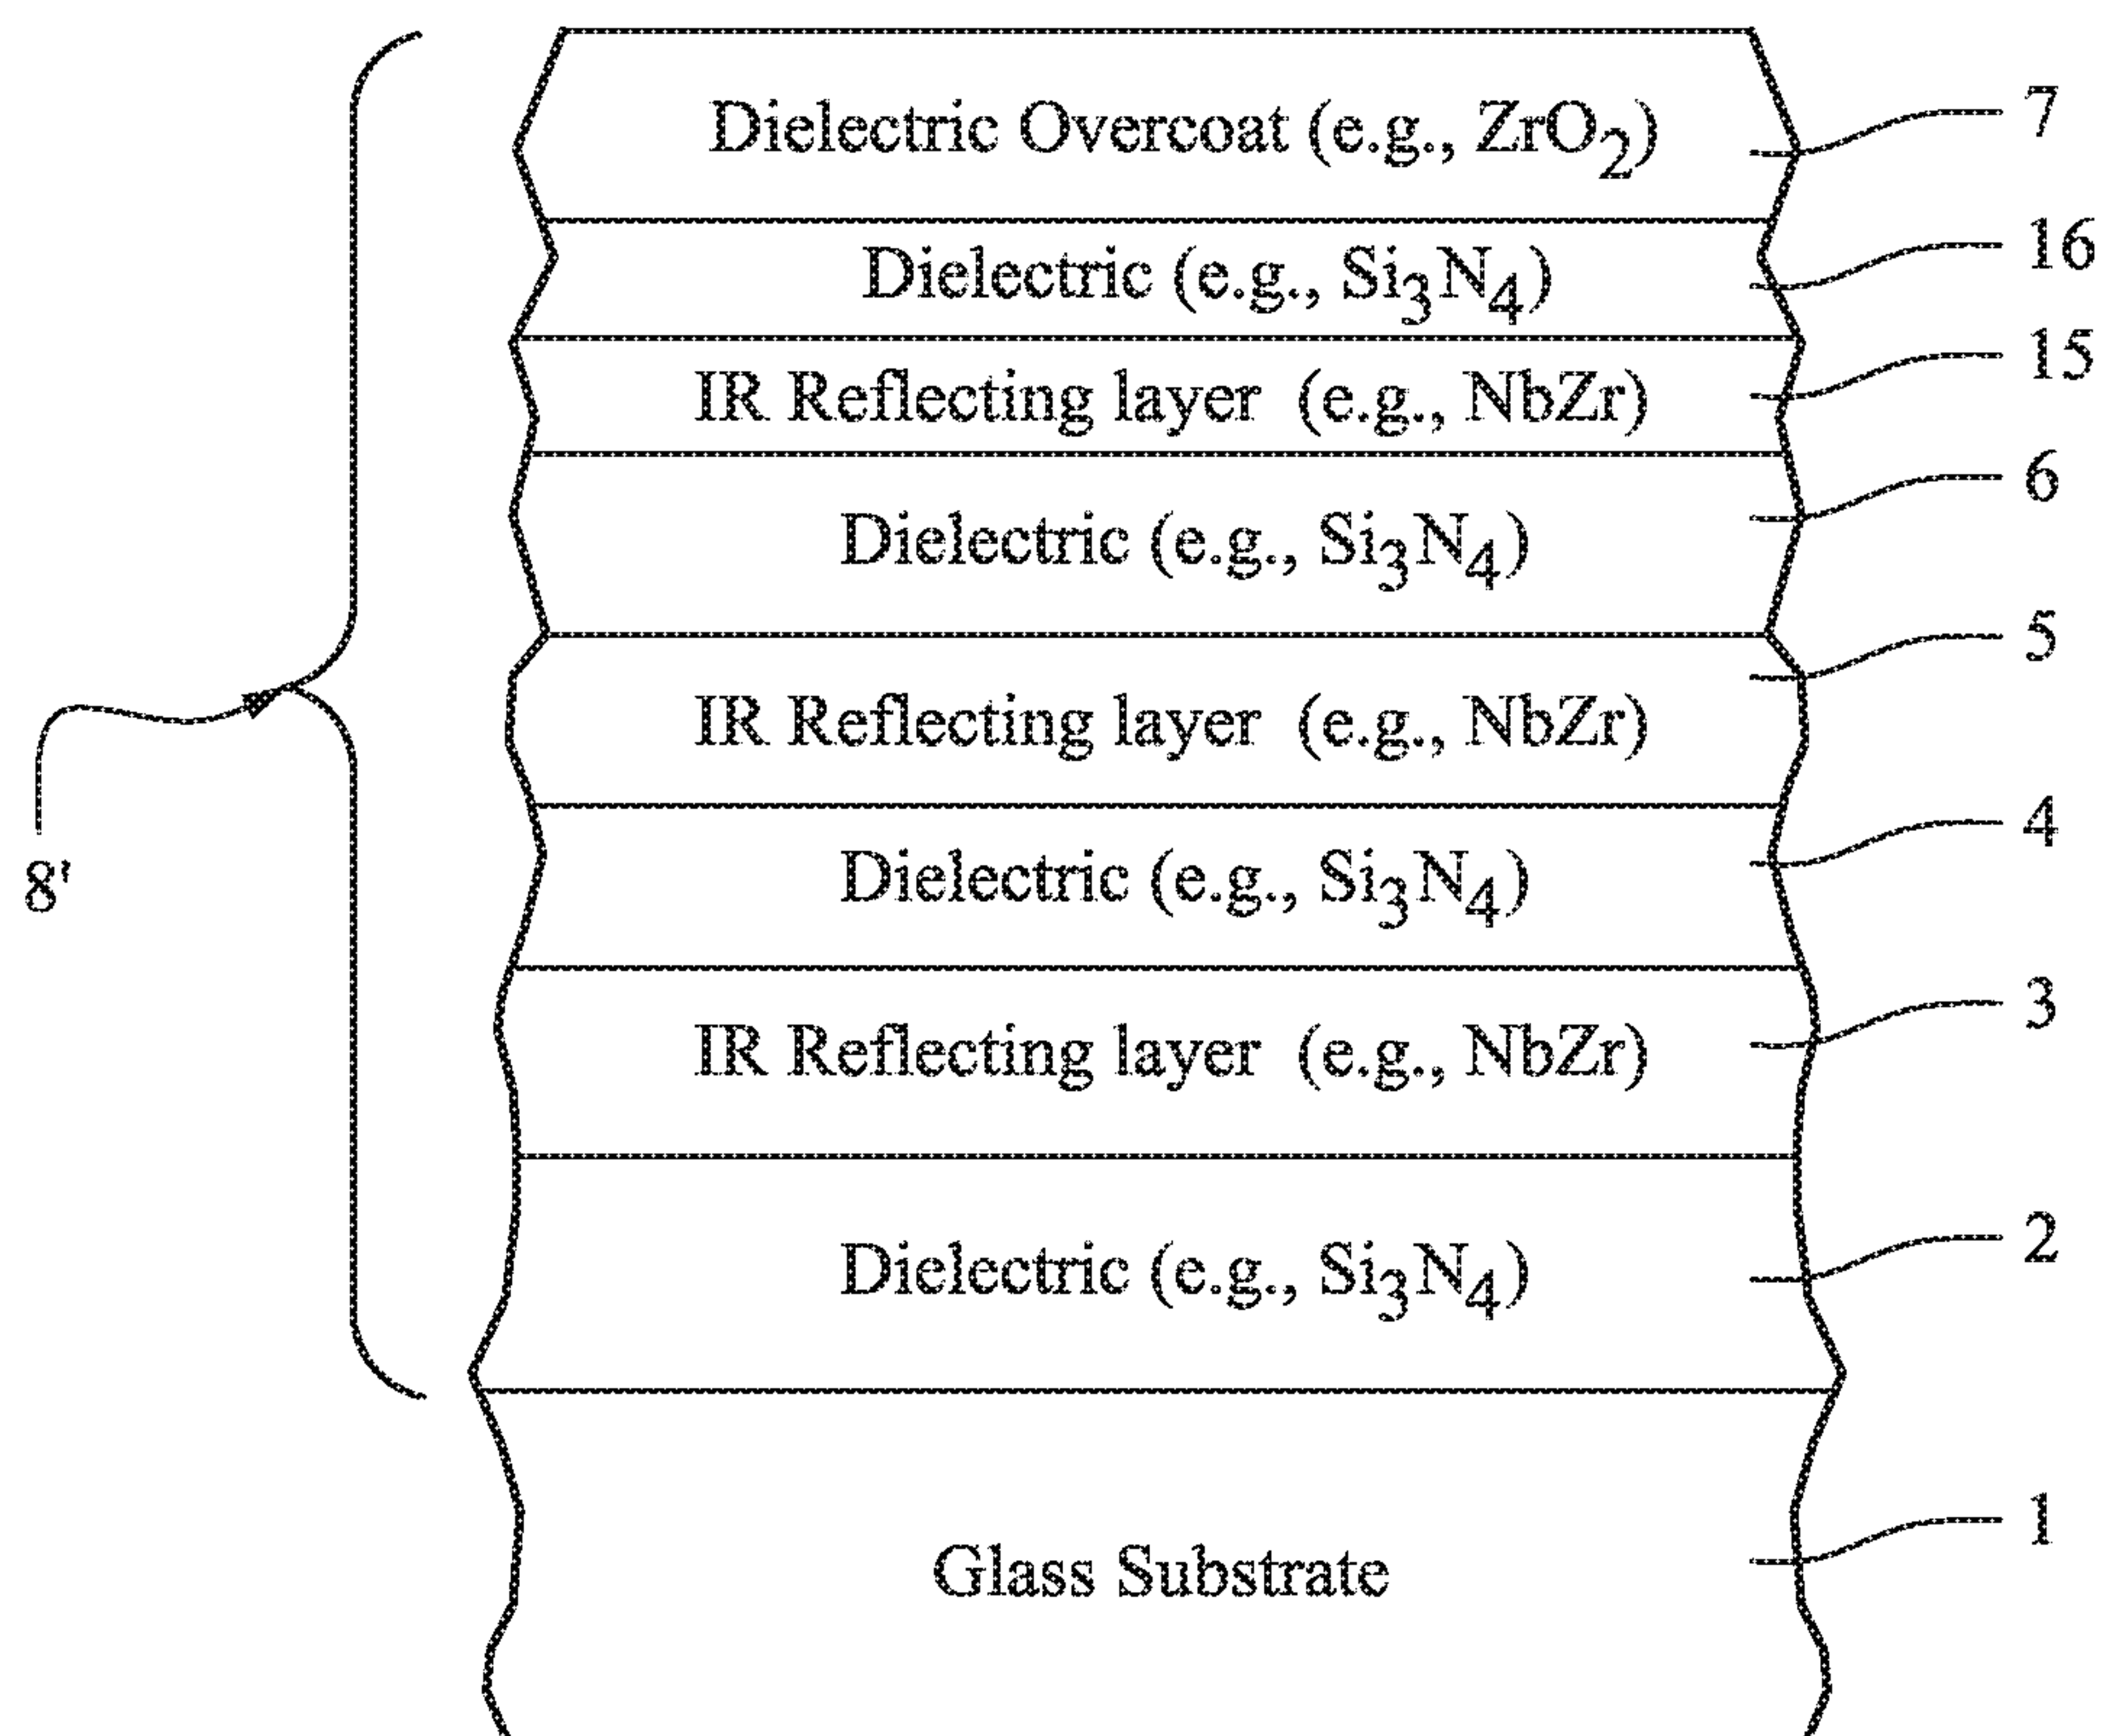 Dielectric Overcoat (e.g., ZrO₂) 7
Dielectric (e.g., Si₃N₄) 16
IR Reflecting layer (e.g., NbZr) 15
Dielectric (e.g., Si₃N₄) 6
IR Reflecting layer (e.g., NbZr) 5
Dielectric (e.g., Si₃N₄) 4
8'
IR Reflecting layer (e.g., NbZr) 3
Dielectric (e.g., Si₃N₄) 2
Glass Substrate 1